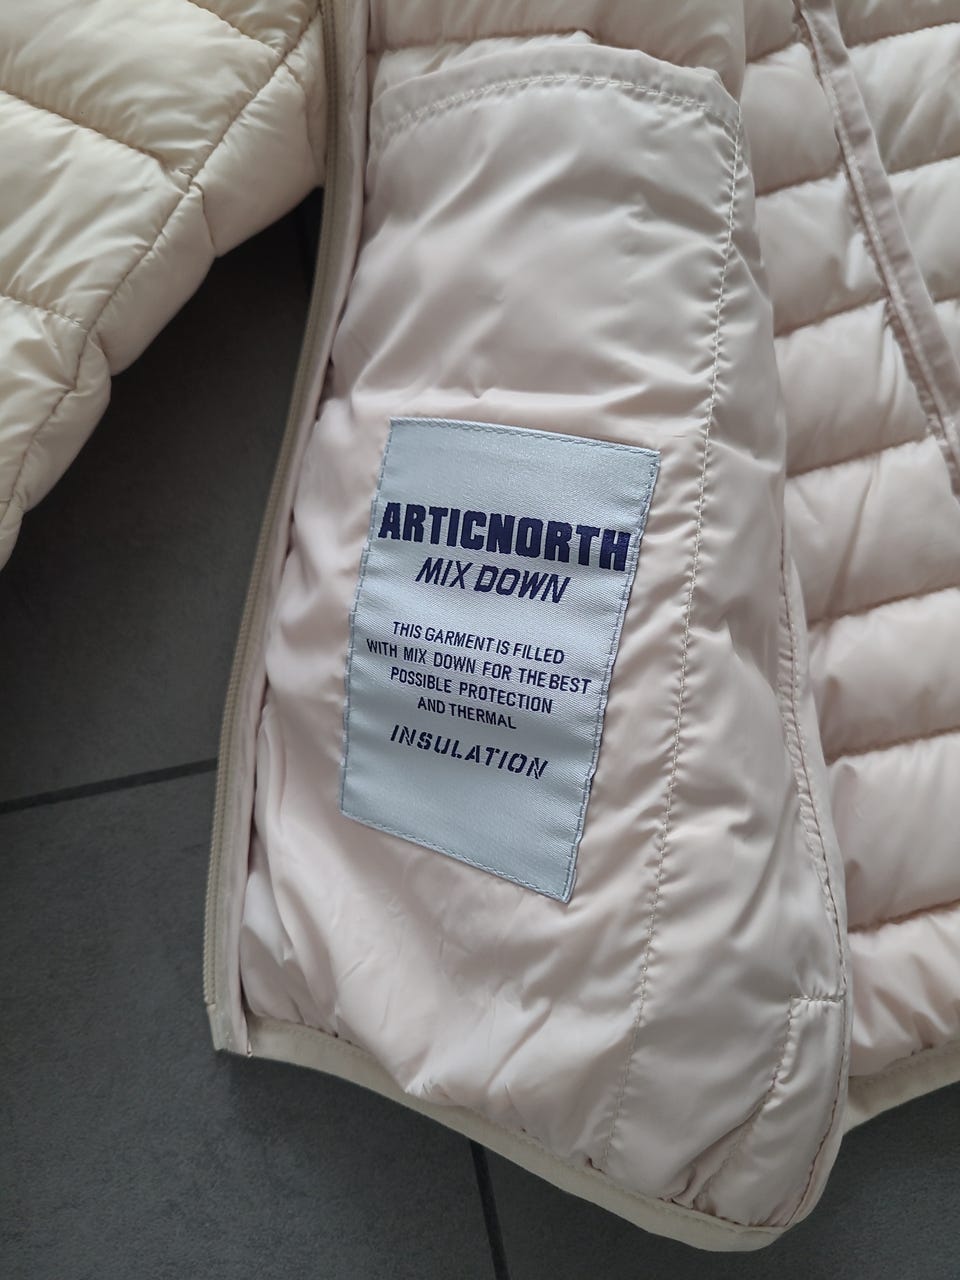 ARTICNORTH
MIX DOWN
THIS GARMENT IS FILLED
WITH MIX DOWN FOR THE BEST
POSSIBLE PROTECTION
AND THERMAL
INSULATION